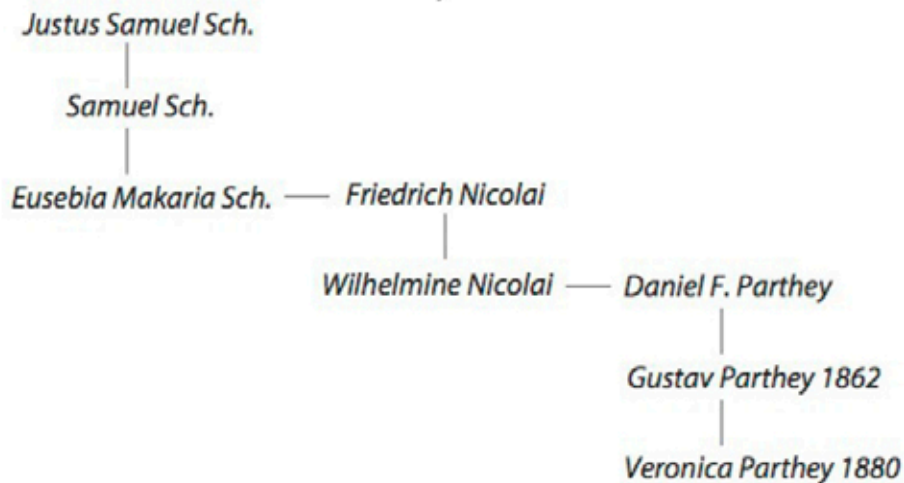 Justus Samuel Sch.
Samuel Sch.
Eusebia Makaria Sch. Friedrich Nicolai
Wilhelmine Nicolai Daniel F. Parthey
Gustav Parthey 1862
Veronica Parthey 1880